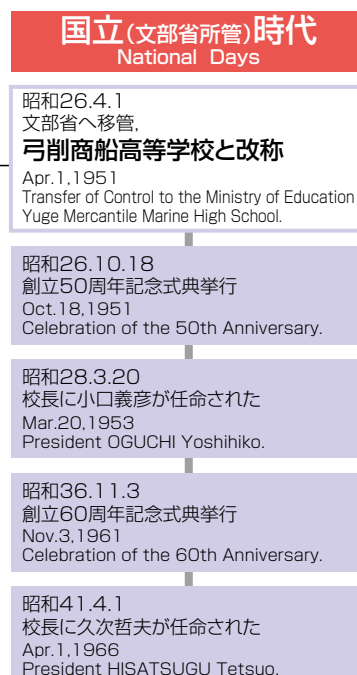 国立(文部省所管)時代
National Days
昭和26.4.1
文部省へ移管,
弓削商船高等学校と改称
Apr.1,1951
Transfer of Control to the Ministry of Education
Yuge Mercantile Marine High School.
昭和26.10.18
創立50周年記念式典挙行
Oct.18,1951
Celebration of the 50th Anniversary.
昭和28.3.20
校長に小口義彦が任命された
Mar.20,1953
President OGUCHI Yoshihiko.
昭和36.11.3
創立60周年記念式典挙行
Nov.3,1961
Celebration of the 60th Anniversary.
昭和41.4.1
校長に久次哲夫が任命された
Apr.1,1966
President HISATSUGU Tetsuo.